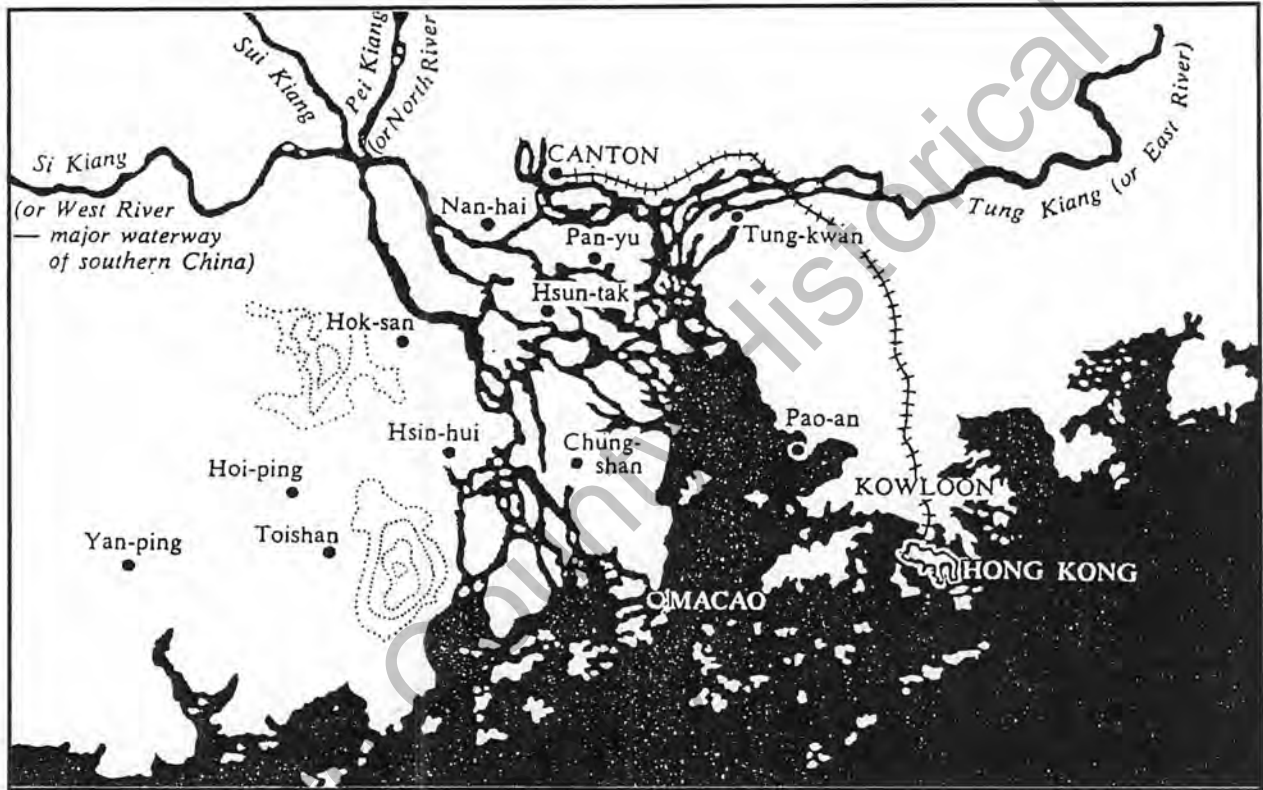 Sui Kiang
Pei Kiang
(or North River)
Si Kiang
(or West River
— major waterway
of southern China)
CANTON
Nan-hai
Pan-yu
Tung-kwan
Tung Kiang (or East River)
Hsun-tak
Hok-san
Hsin-hui
Chung-
shan
Pao-an
Hoi-ping
KOWLOON
Yan-ping
Toishan
HONG KONG
MACAO
County Historical